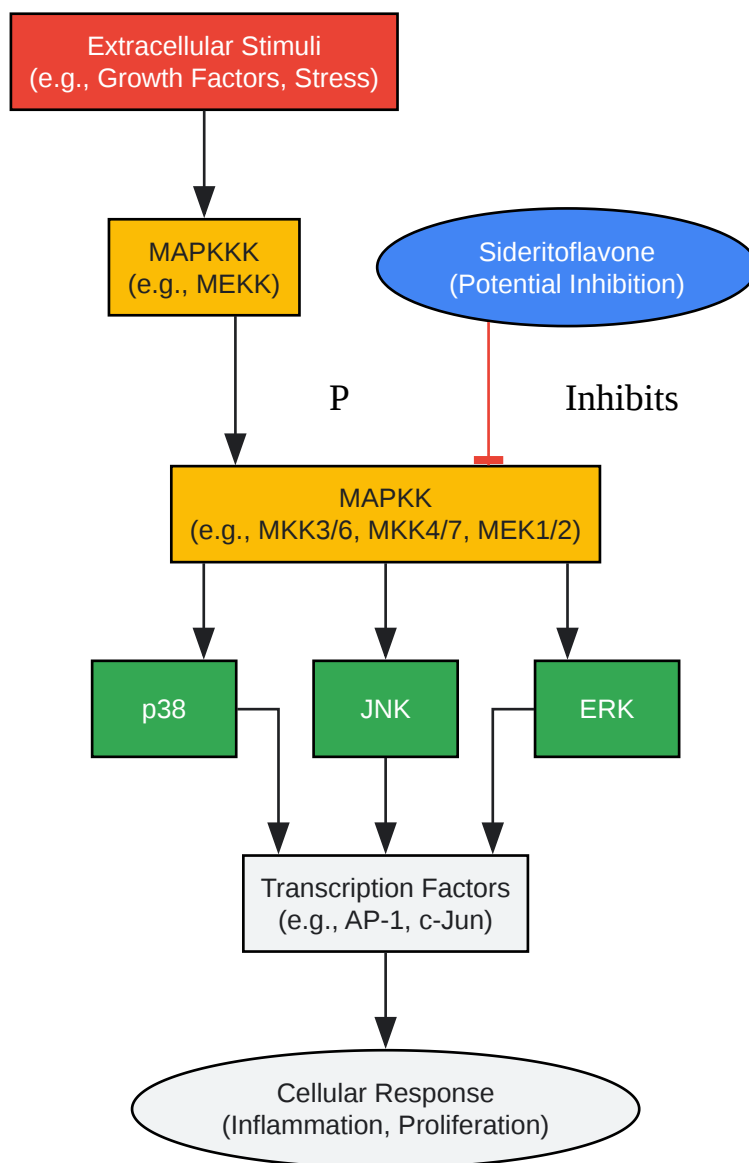 Extracellular Stimuli
(e.g., Growth Factors, Stress)
MAPKKK
(e.g., MEKK)
Sideritoflavone
(Potential Inhibition)
P
Inhibits
MAPKK
(e.g., MKK3/6, MKK4/7, MEK1/2)
p38
JNK
ERK
Transcription Factors
(e.g., AP-1, c-Jun)
Cellular Response
(Inflammation, Proliferation)